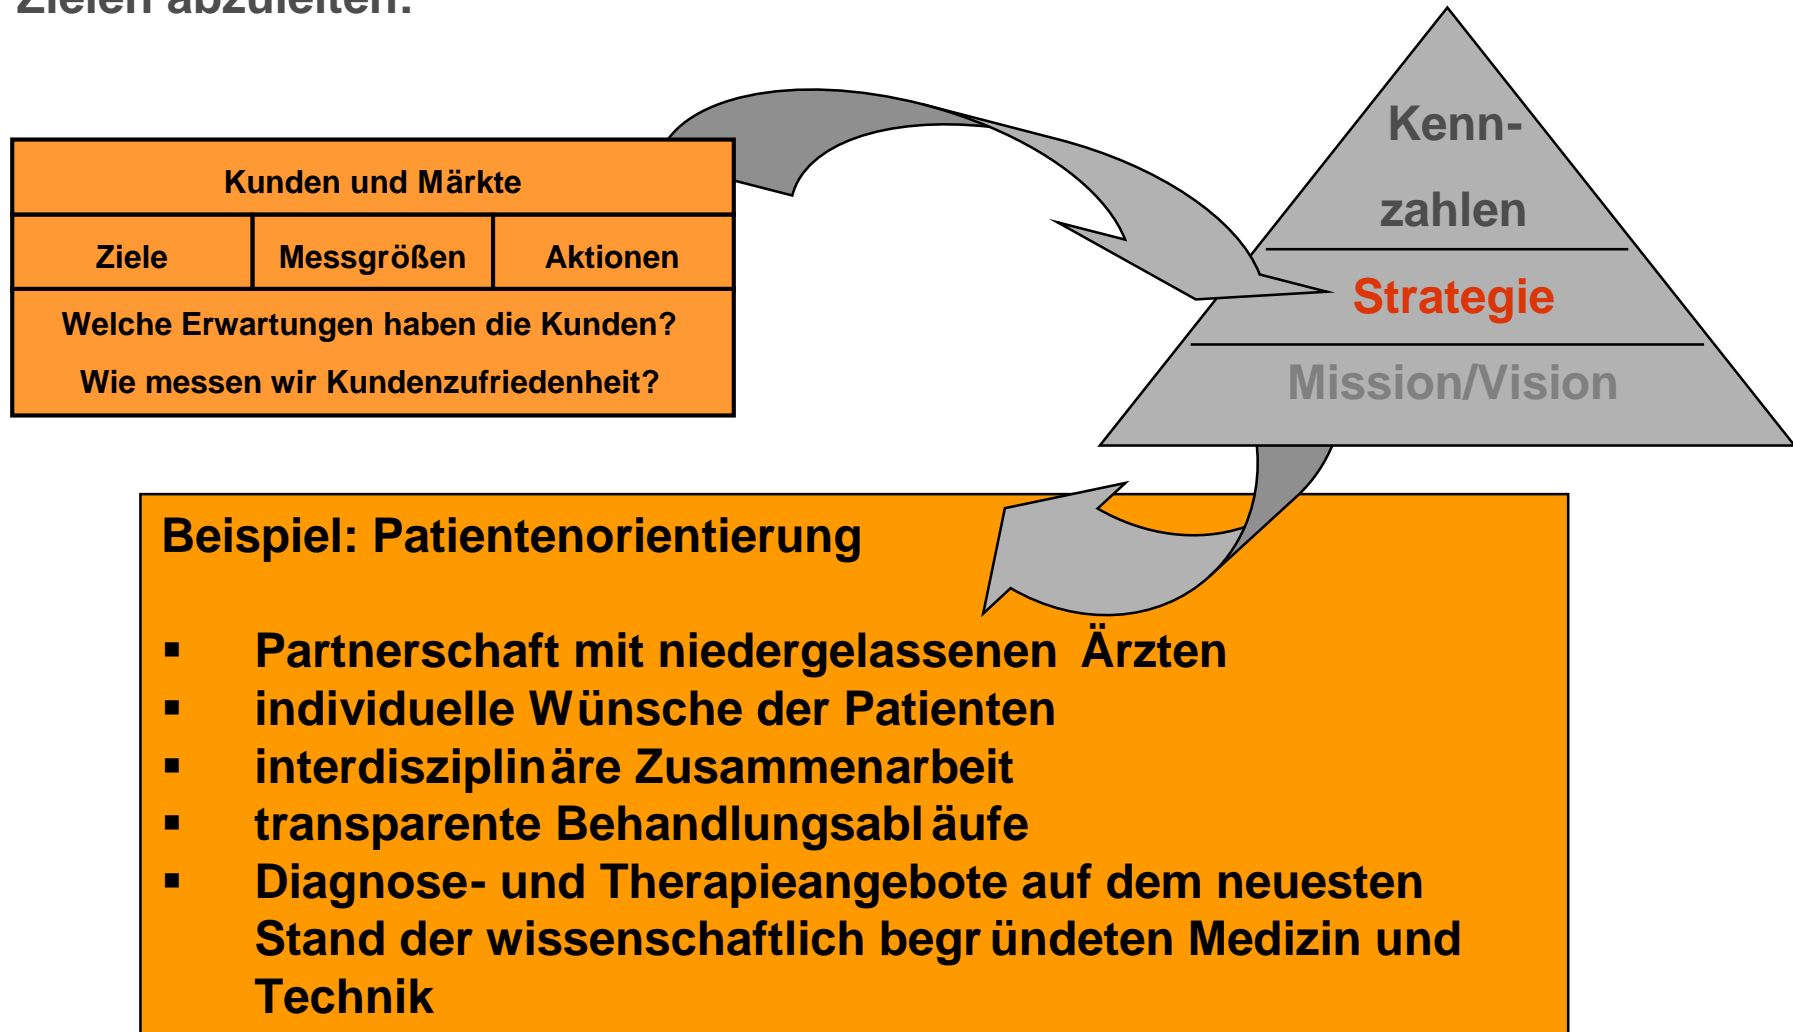 Zielen abzuleiten:
Kunden und Märkte
Ziele Messgrößen Aktionen
Welche Erwartungen haben die Kunden?
Wie messen wir Kundenzufriedenheit?
Kenn-
zahlen
Strategie
Mission/Vision
Beispiel: Patientenorientierung
▪ Partnerschaft mit niedergelassenen Ärzten
▪ individuelle Wünsche der Patienten
▪ interdisziplinäre Zusammenarbeit
▪ transparente Behandlungsabläufe
▪ Diagnose- und Therapieangebote auf dem neuesten
Stand der wissenschaftlich begründeten Medizin und
Technik